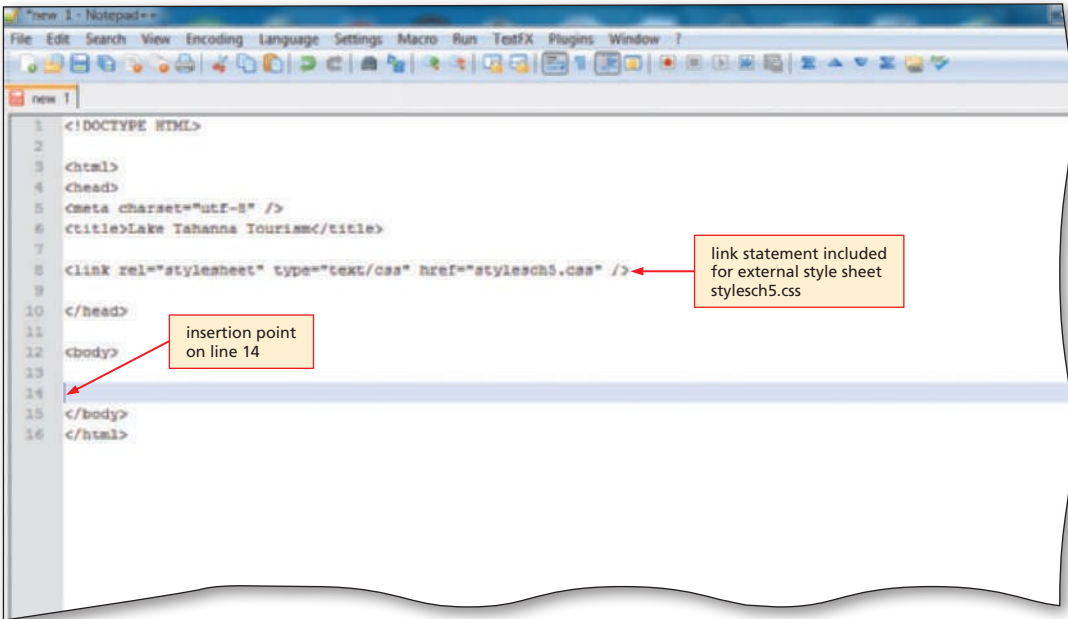 *new 1 - Notepad++
File Edit Search View Encoding Language Settings Macro Run TextFX Plugins Window ?
new 1
1 <!DOCTYPE HTML>
2
3 <html>
4 <head>
5 <meta charset="utf-8" />
6 <title>Lake Tahanna Tourism</title>
7
8 <link rel="stylesheet" type="text/css" href="stylesch5.css" />
link statement included
for external style sheet
stylesch5.css
9
10 </head>
11
insertion point
on line 14
12 <body>
13
14
15 </body>
16 </html>